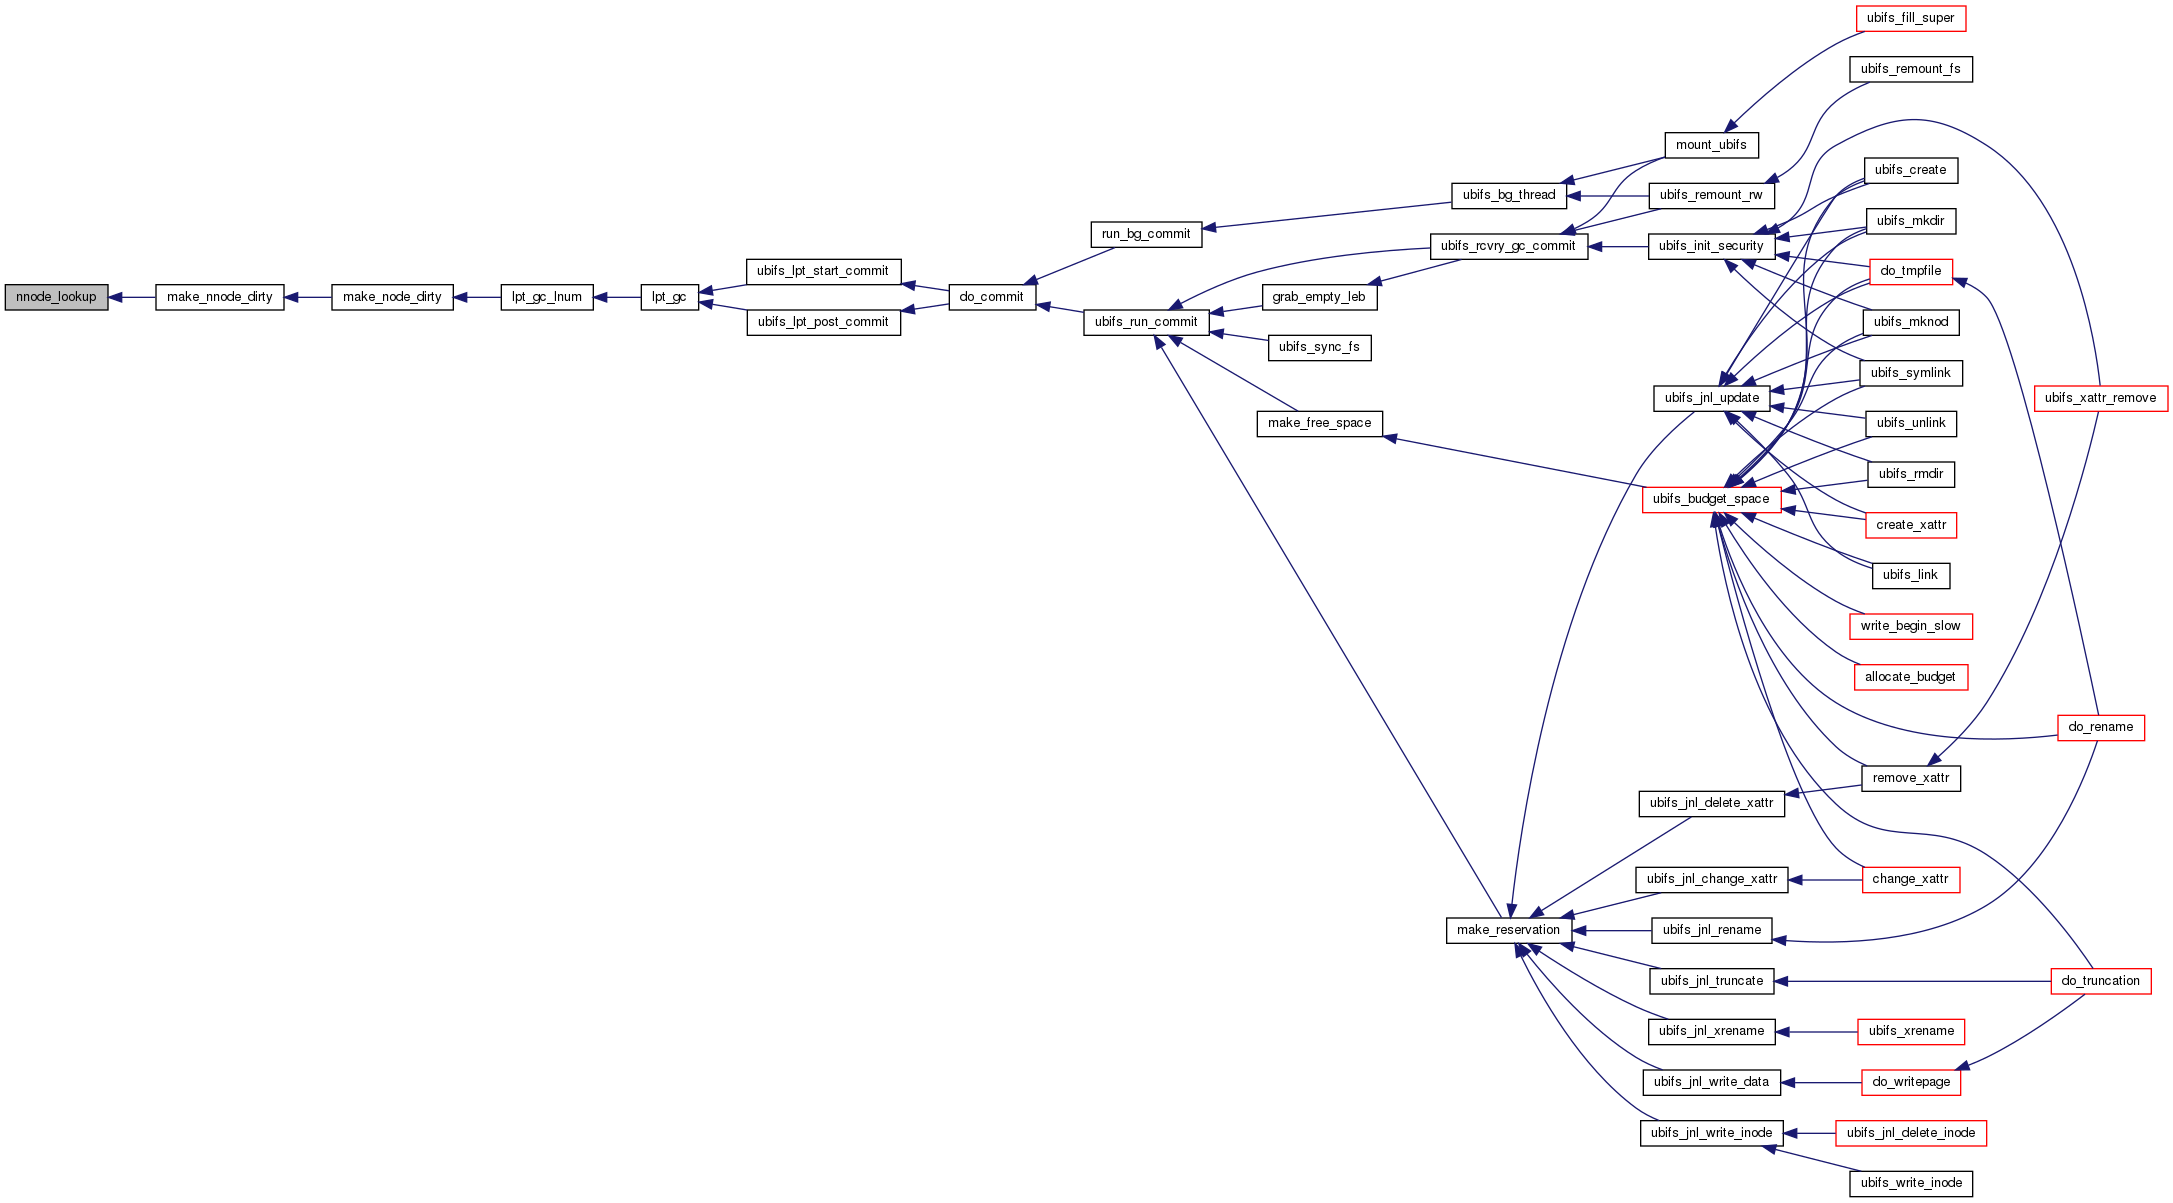 ubifs_fill_super
ubifs_remount_fs
mount_ubifs
ubifs_create
ubifs_bg_thread
ubifs_remount_rw
ubifs_mkdir
run_bg_commit
ubifs_rcvry_gc_commit
ubifs_init_security
ubifs_lpt_start_commit
do_tmpfile
nnode_lookup
make_nnode_dirty
make_node_dirty
lpt_gc_lnum
lpt_gc
do_commit
grab_empty_leb
ubifs_lpt_post_commit
ubifs_run_commit
ubifs_mknod
ubifs_sync_fs
ubifs_symlink
ubifs_jnl_update
ubifs_xattr_remove
make_free_space
ubifs_unlink
ubifs_rmdir
ubifs_budget_space
create_xattr
ubifs_link
write_begin_slow
allocate_budget
do_rename
remove_xattr
ubifs_jnl_delete_xattr
ubifs_jnl_change_xattr
change_xattr
make_reservation
ubifs_jnl_rename
ubifs_jnl_truncate
do_truncation
ubifs_jnl_xrename
ubifs_xrename
ubifs_jnl_write_data
do_writepage
ubifs_jnl_write_inode
ubifs_jnl_delete_inode
ubifs_write_inode